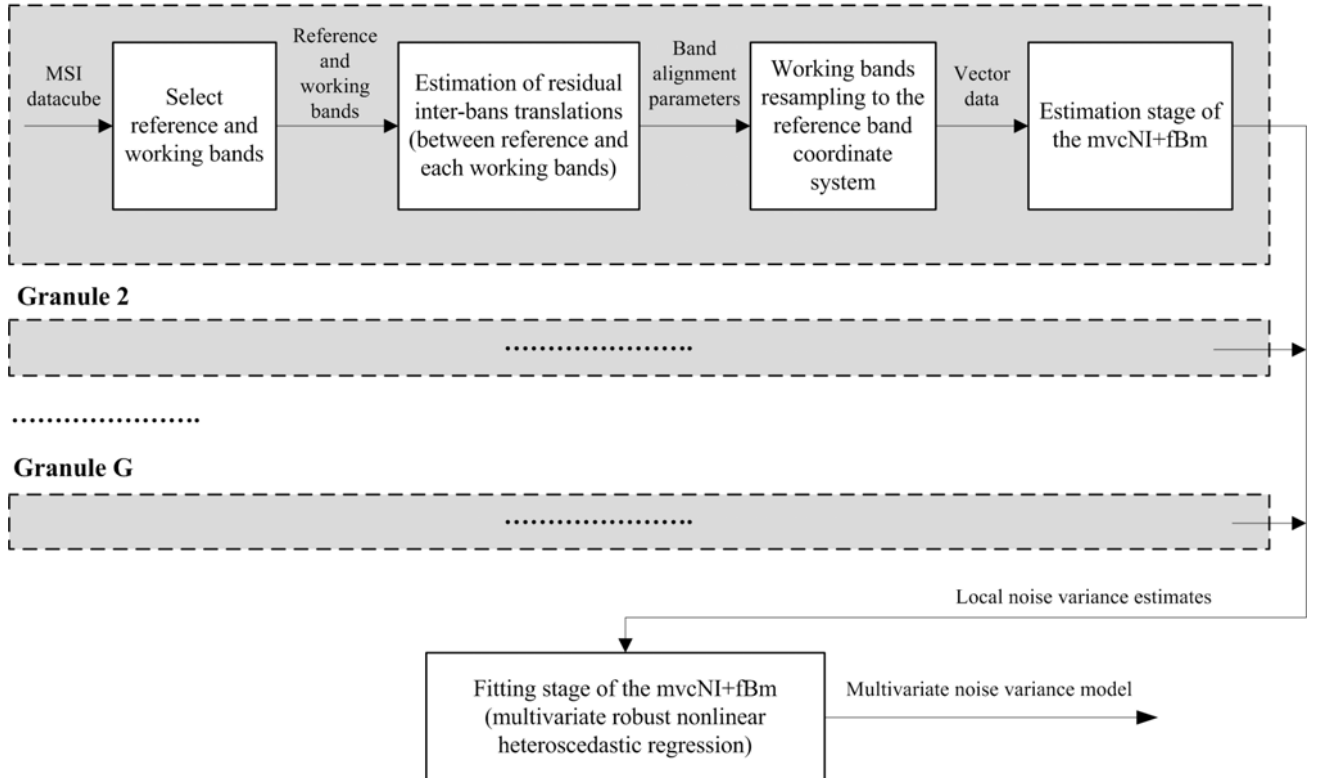 MSI
datacube
Select
reference and
working bands
Reference
and
working
bands
Estimation of residual
inter-bans translations
(between reference and
each working bands)
Band
alignment
parameters
Working bands
resampling to the
reference band
coordinate
system
Vector
data
Estimation stage of
the mvcNI+fBm
Granule 2
......................
......................
Granule G
......................
Local noise variance estimates
Fitting stage of the mvcNI+fBm
(multivariate robust nonlinear
heteroscedastic regression)
Multivariate noise variance model